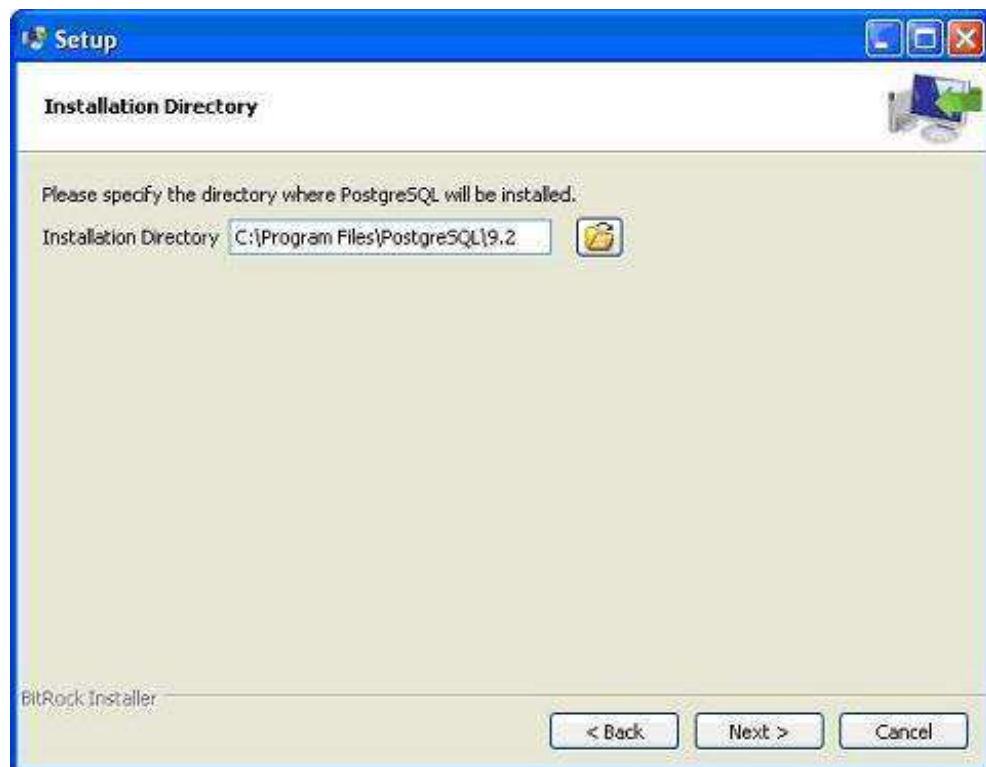 Setup
Installation Directory
Please specify the directory where PostgreSQL will be installed.
Installation Directory C:\Program Files\PostgreSQL\9.2
BitRock Installer
< Back Next > Cancel